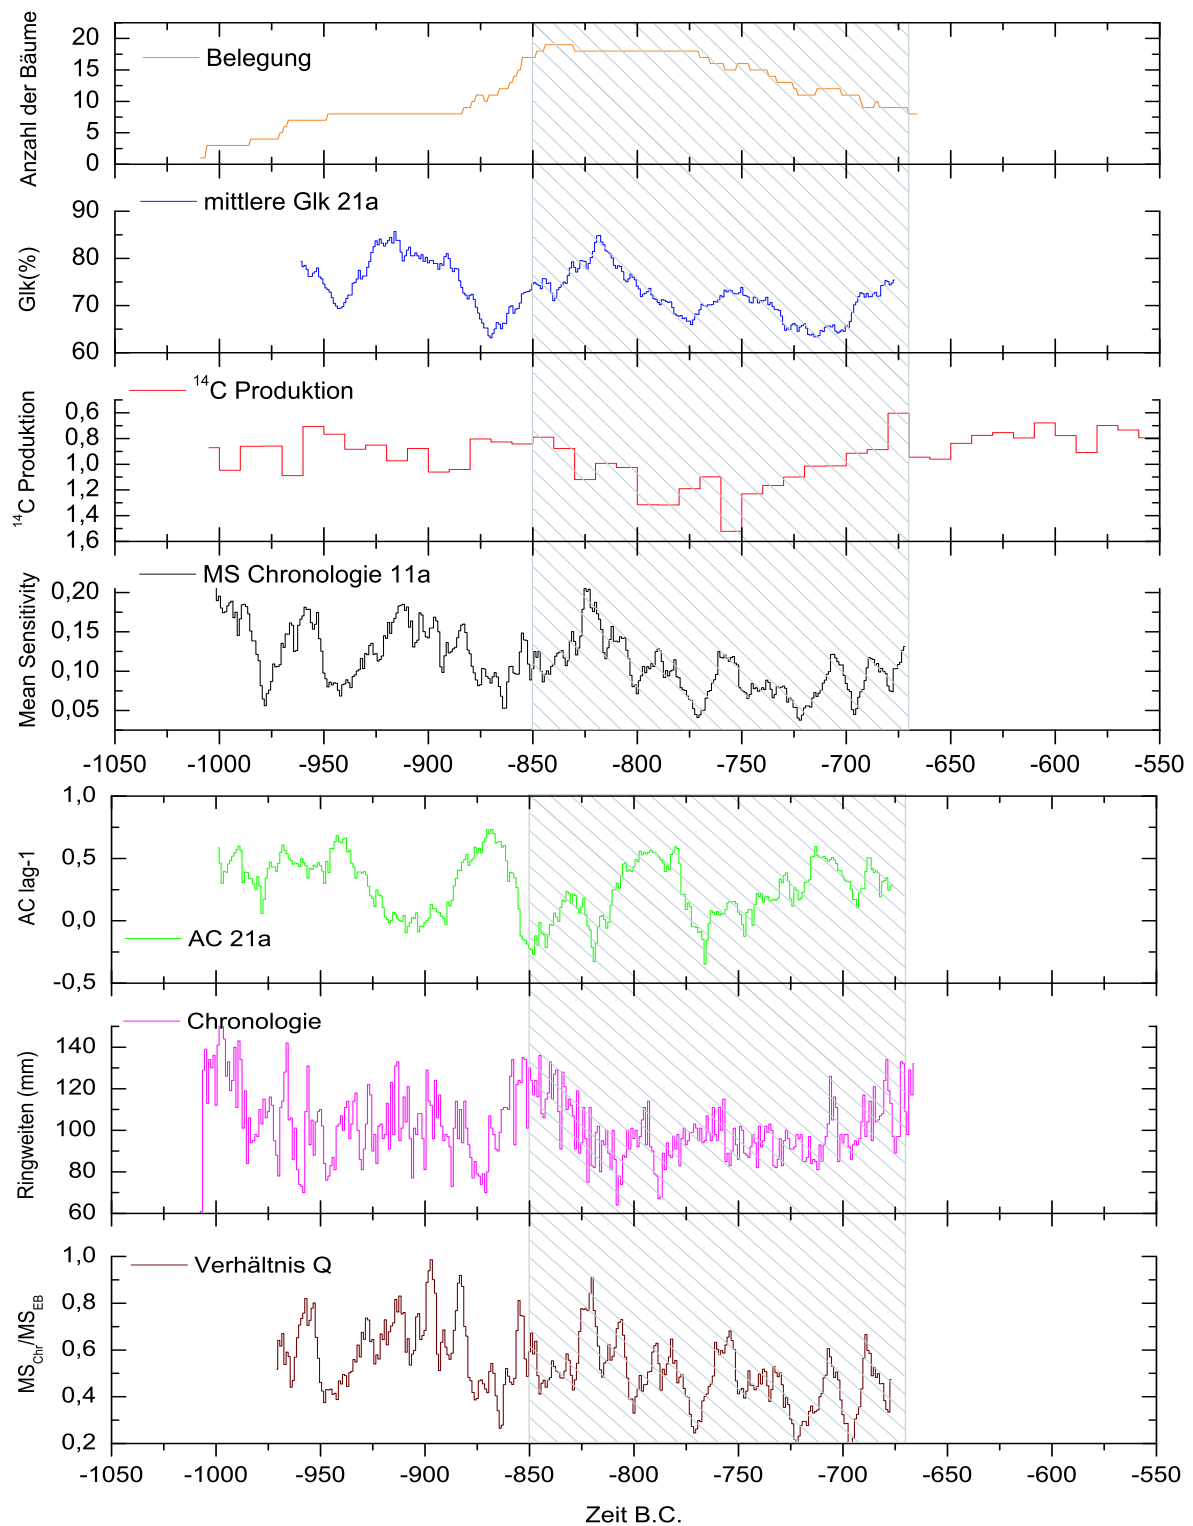 Anzahl der Bäume
20
15
10
5
0
Belegung
Glk(%)
90
80
70
60
mittlere Glk 21a
14C Produktion
0,6
0,8
1,0
1,2
1,4
1,6
14C Produktion
Mean Sensitivity
0,20
0,15
0,10
0,05
MS Chronologie 11a
-1050 -1000 -950 -900 -850 -800 -750 -700 -650 -600 -550
AC lag-1
1,0
0,5
0,0
-0,5
AC 21a
Ringweiten (mm)
140
120
100
80
60
Chronologie
MSChr/MSEB
1,0
0,8
0,6
0,4
0,2
Verhältnis Q
-1050 -1000 -950 -900 -850 -800 -750 -700 -650 -600 -550
Zeit B.C.